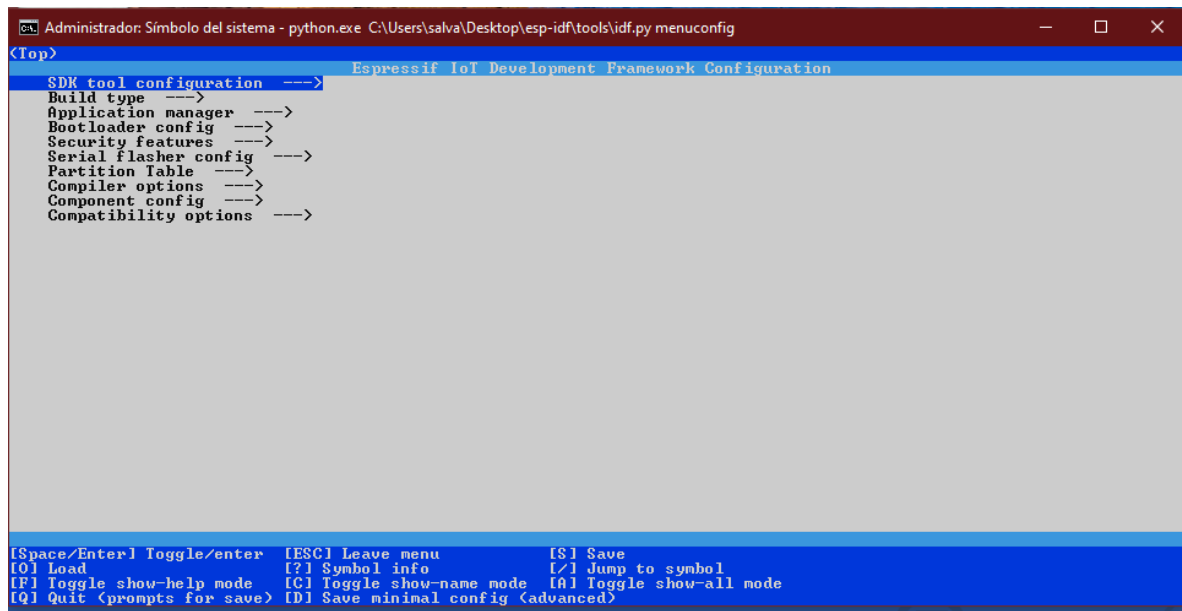 Administrador: Símbolo del sistema - python.exe C:\Users\salva\Desktop\esp-idf\tools\idf.py menuconfig
(Top)
Espressif IoT Development Framework Configuration
SDK tool configuration --->
Build type --->
Application manager --->
Bootloader config --->
Security features --->
Serial flasher config --->
Partition Table --->
Compiler options --->
Component config --->
Compatibility options --->
[Space/Enter] Toggle/enter [ESC] Leave menu [S] Save
[O] Load [?] Symbol info [/] Jump to symbol
[F] Toggle show-help mode [C] Toggle show-name mode [A] Toggle show-all mode
[Q] Quit (prompts for save) [D] Save minimal config (advanced)